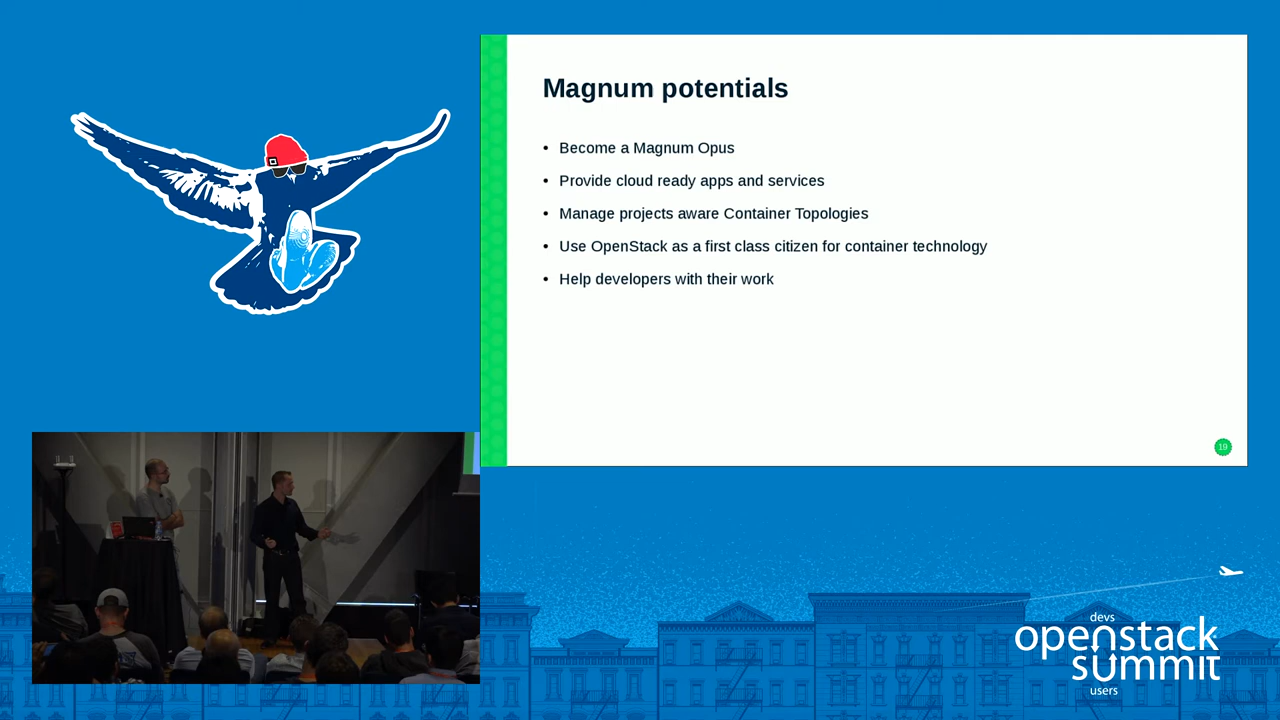 Magnum potentials
• Become a Magnum Opus
• Provide cloud ready apps and services
• Manage projects aware Container Topologies
• Use OpenStack as a first class citizen for container technology
• Help developers with their work
19
devs
openstack
summit
users